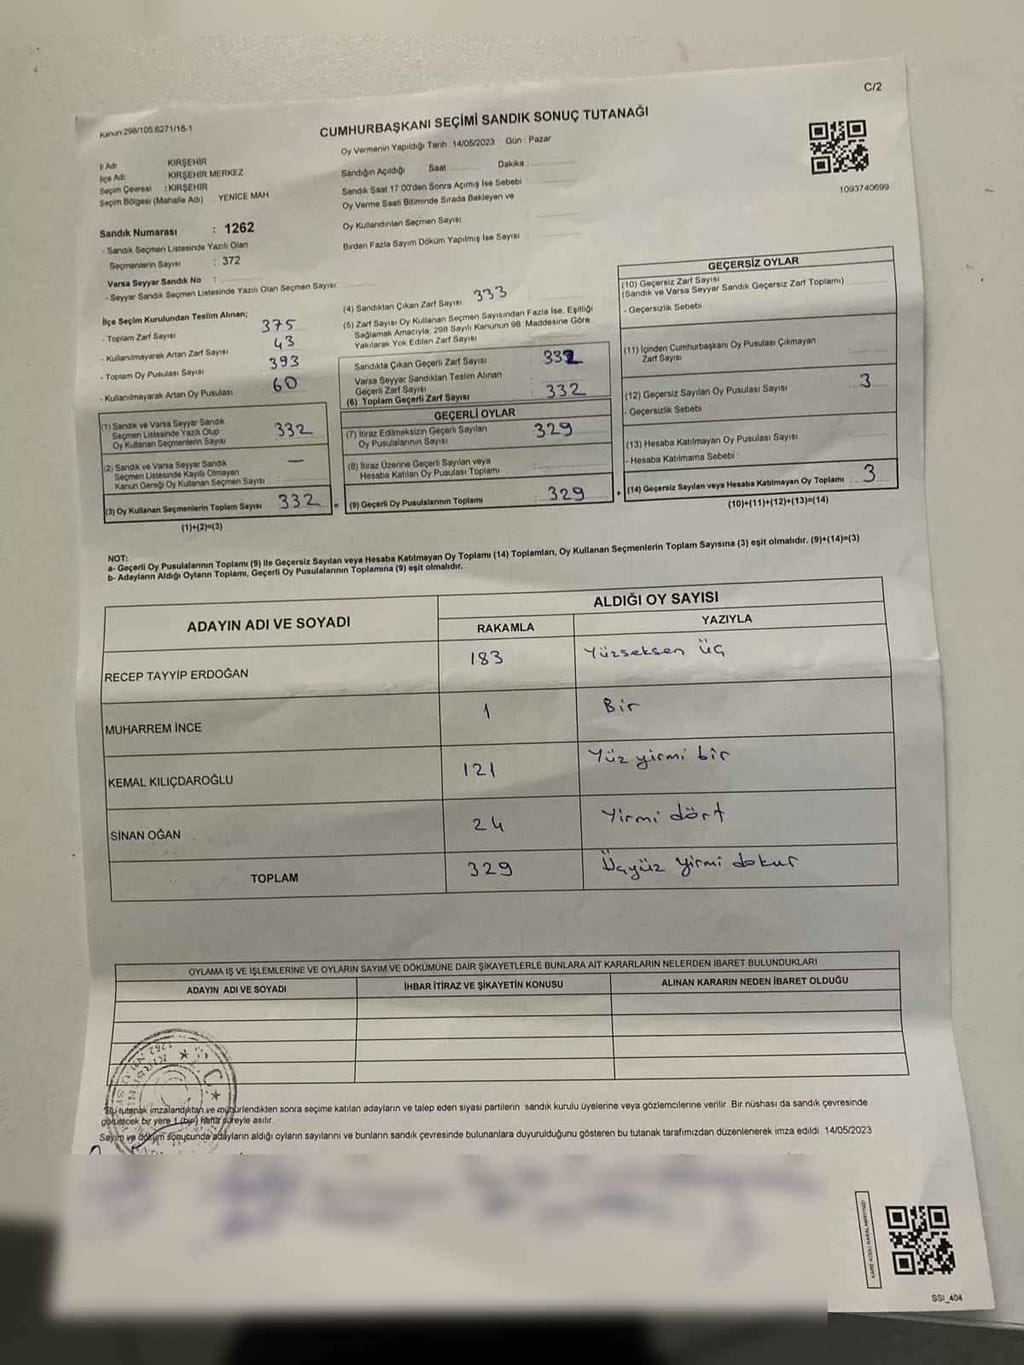 C/2
Kanun:298/105.6271/16-1
CUMHURBAŞKANI SEÇİMİ SANDIK SONUÇ TUTANAĞI
Oy Vermenin Yapıldığı Tarih :14/05/2023 Gün : Pazar
İl Adı : KIRŞEHİR
İlçe Adı : KIRŞEHİR MERKEZ
Seçim Çevresi : KIRŞEHİR
Seçim Bölgesi (Mahalle Adı) : YENİCE MAH
Sandığın Açıldığı Saat Dakika
Sandık Saat 17.00'den Sonra Açımış İse Sebebi
Oy Verme Saati Bitiminde Sırada Bekleyen ve
Oy Kullandırılan Seçmen Sayısı
Birden Fazla Sayım Döküm Yapılmış İse Sayısı
1093740699
Sandık Numarası : 1262
- Sandık Seçmen Listesinde Yazılı Olan
Seçmenlerin Sayısı : 372
Varsa Seyyar Sandık No :
- Seyyar Sandık Seçmen Listesinde Yazılı Olan Seçmen Sayısı:
İlçe Seçim Kurulundan Teslim Alınan;
- Toplam Zarf Sayısı 375
- Kullanılmayarak Artan Zarf Sayısı 43
- Toplam Oy Pusulası Sayısı 393
- Kullanılmayarak Artan Oy Pusulası 60
(1) Sandık ve Varsa Seyyar Sandık
Seçmen Listesinde Yazılı Olup
Oy Kullanan Seçmenlerin Sayısı 332
(2) Sandık ve Varsa Seyyar Sandık
Seçmen Listesinde Kayıtlı Olmayan
Kanun Gereği Oy Kullanan Seçmen Sayısı —
(3) Oy Kullanan Seçmenlerin Toplam Sayısı 332 =
(1)+(2)=(3)
(4) Sandıktan Çıkan Zarf Sayısı 333
(5) Zarf Sayısı Oy Kullanan Seçmen Sayısından Fazla İse, Eşitliği
Sağlamak Amacıyla; 298 Sayılı Kanunun 98. Maddesine Göre
Yakılarak Yok Edilen Zarf Sayısı
Sandıkta Çıkan Geçerli Zarf Sayısı 332
Varsa Seyyar Sandıktan Teslim Alınan
Geçerli Zarf Sayısı
(6) Toplam Geçerli Zarf Sayısı 332
GEÇERLİ OYLAR
(7) İtiraz Edilmeksizin Geçerli Sayılan
Oy Pusulalarının Sayısı 329
(8) İtiraz Üzerine Geçerli Sayılan veya
Hesaba Katılan Oy Pusulası Toplamı
(9) Geçerli Oy Pusulalarının Toplamı 329 +
GEÇERSİZ OYLAR
(10) Geçersiz Zarf Sayısı
(Sandık ve Varsa Seyyar Sandık Geçersiz Zarf Toplamı)
- Geçersizlik Sebebi
(11) İçinden Cumhurbaşkanı Oy Pusulası Çıkmayan
Zarf Sayısı
(12) Geçersiz Sayılan Oy Pusulası Sayısı 3
- Geçersizlik Sebebi :
(13) Hesaba Katılmayan Oy Pusulası Sayısı
- Hesaba Katılmama Sebebi :
(14) Geçersiz Sayılan veya Hesaba Katılmayan Oy Toplamı 3
(10)+(11)+(12)+(13)=(14)
NOT:
a- Geçerli Oy Pusulalarının Toplamı (9) ile Geçersiz Sayılan veya Hesaba Katılmayan Oy Toplamı (14) Toplamları, Oy Kullanan Seçmenlerin Toplam Sayısına (3) eşit olmalıdır. (9)+(14)=(3)
b- Adayların Aldığı Oyların Toplamı, Geçerli Oy Pusulalarının Toplamına (9) eşit olmalıdır.
ADAYIN ADI VE SOYADI
ALDIĞI OY SAYISI
RAKAMLA YAZIYLA
RECEP TAYYİP ERDOĞAN 183 Yüzseksen üç
MUHARREM İNCE 1 Bir
KEMAL KILIÇDAROĞLU 121 Yüz yirmi bir
SİNAN OĞAN 24 Yirmi dört
TOPLAM 329 Üçyüz yirmi dokuz
OYLAMA İŞ VE İŞLEMLERİNE VE OYLARIN SAYIM VE DÖKÜMÜNE DAİR ŞİKAYETLERLE BUNLARA AİT KARARLARIN NELERDEN İBARET BULUNDUKLARI
ADAYIN ADI VE SOYADI İHBAR İTİRAZ VE ŞİKAYETİN KONUSU ALINAN KARARIN NEDEN İBARET OLDUĞU
Bu tutanak imzalandıktan ve mühürlendikten sonra seçime katılan adayların ve talep eden siyasi partilerin sandık kurulu üyelerine veya gözlemcilerine verilir. Bir nüshası da sandık çevresinde
görülecek bir yere 1 (bir) hafta süreyle asılır.
Sayım ve döküm sonucunda adayların aldığı oyların sayılarını ve bunların sandık çevresinde bulunanlara duyurulduğunu gösteren bu tutanak tarafımızdan düzenlenerek imza edildi. 14/05/2023
KARE KODU KARALAMAYINIZ!
SSI_404